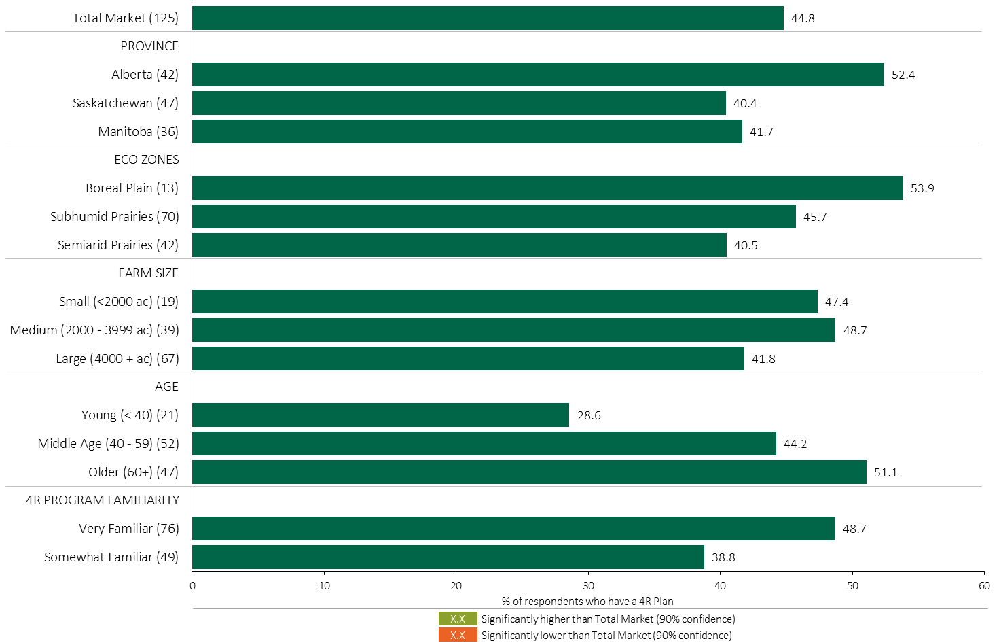 Total Market (125) 44.8
PROVINCE
Alberta (42) 52.4
Saskatchewan (47) 40.4
Manitoba (36) 41.7
ECO ZONES
Boreal Plain (13) 53.9
Subhumid Prairies (70) 45.7
Semiarid Prairies (42) 40.5
FARM SIZE
Small (<2000 ac) (19) 47.4
Medium (2000 - 3999 ac) (39) 48.7
Large (4000 + ac) (67) 41.8
AGE
Young (< 40) (21) 28.6
Middle Age (40 - 59) (52) 44.2
Older (60+) (47) 51.1
4R PROGRAM FAMILIARITY
Very Familiar (76) 48.7
Somewhat Familiar (49) 38.8
0 10 20 30 40 50 60
% of respondents who have a 4R Plan
X.X Significantly higher than Total Market (90% confidence)
X.X Significantly lower than Total Market (90% confidence)